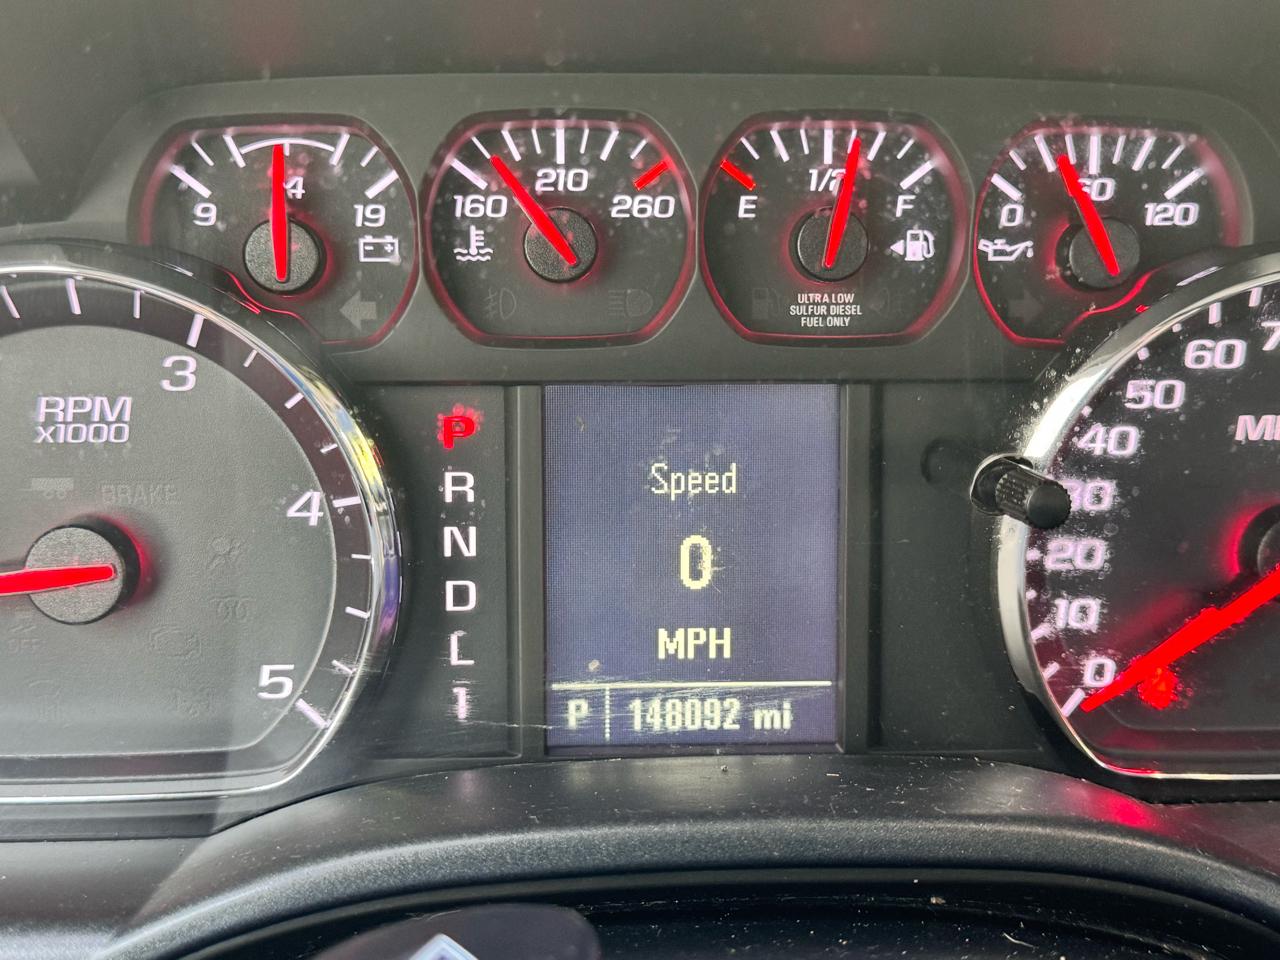 9 14 19
160 210 260
E 1/2 F
ULTRA LOW
SULFUR DIESEL
FUEL ONLY
0 60 120
RPM
x1000
3
4
5
BRAKE
P
R
N
D
L
1
Speed
0
MPH
P 148092 mi
60
50
40
30
20
10
0